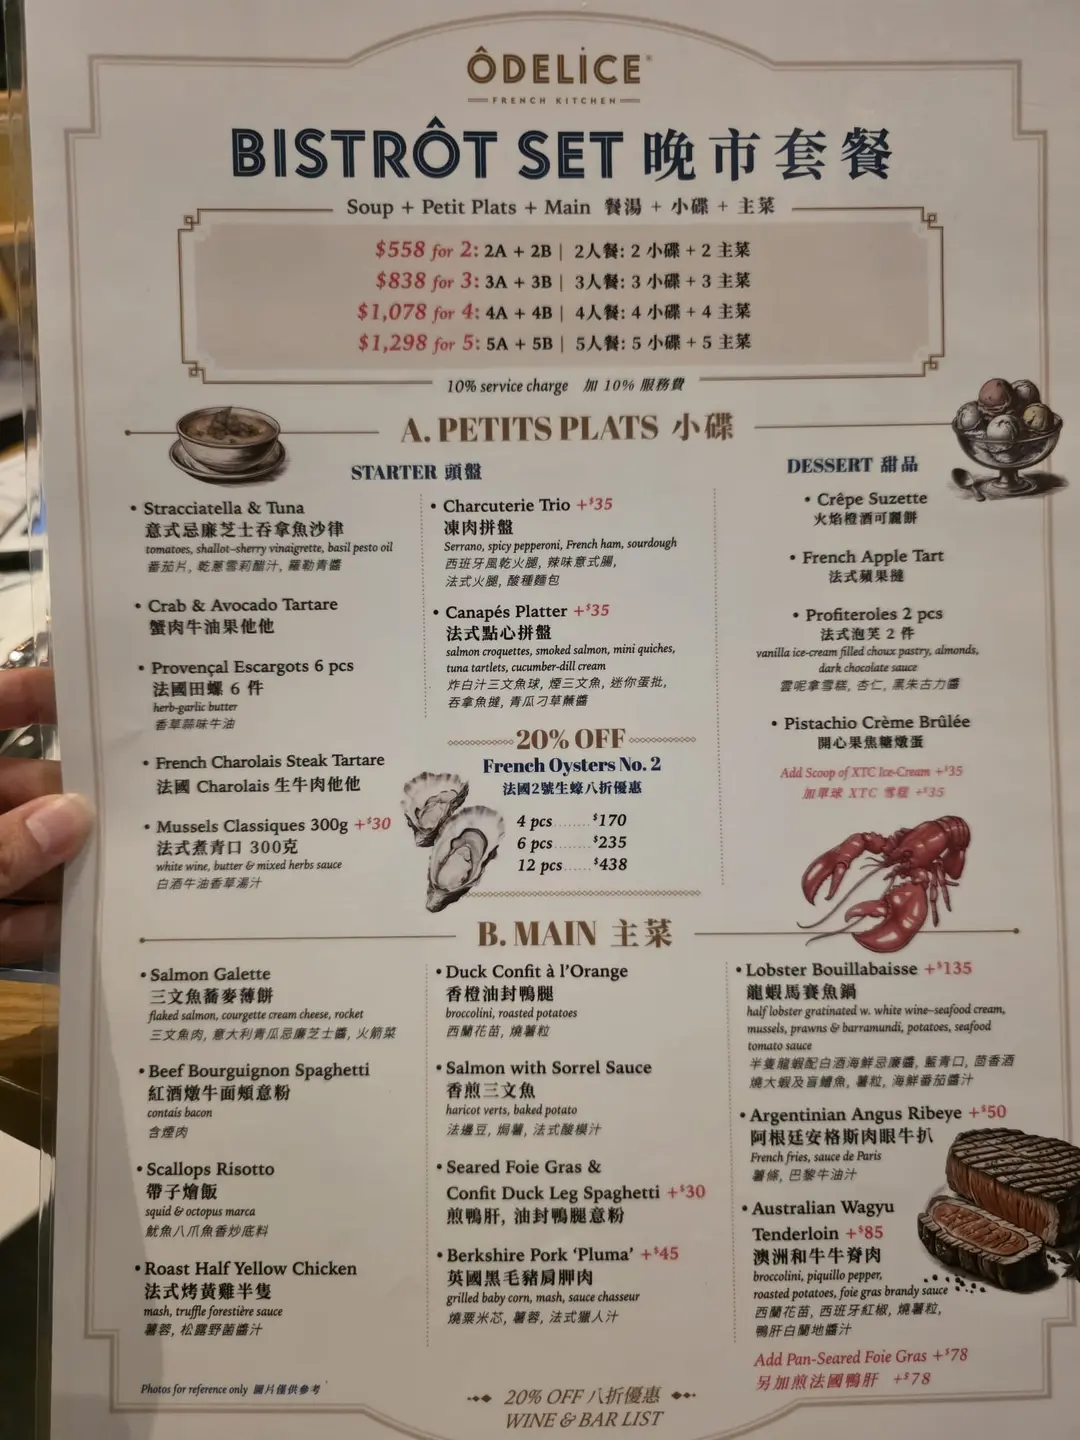 ÔDELİCE
FRENCH KITCHEN
BISTRÔT SET 晚市套餐
Soup + Petit Plats + Main 餐湯 + 小碟 + 主菜
$558 for 2: 2A + 2B | 2人餐: 2 小碟 + 2 主菜
$838 for 3: 3A + 3B | 3人餐: 3 小碟 + 3 主菜
$1,078 for 4: 4A + 4B | 4人餐: 4 小碟 + 4 主菜
$1,298 for 5: 5A + 5B | 5人餐: 5 小碟 + 5 主菜
10% service charge 加 10% 服務費
A. PETITS PLATS 小碟
STARTER 頭盤
• Stracciatella & Tuna
意式忌廉芝士吞拿魚沙律
tomatoes, shallot-sherry vinaigrette, basil pesto oil
番茄片, 乾蔥雪莉醋汁, 羅勒青醬
• Crab & Avocado Tartare
蟹肉牛油果他他
• Provençal Escargots 6 pcs
法國田螺 6 件
herb-garlic butter
香草蒜味牛油
• French Charolais Steak Tartare
法國 Charolais 生牛肉他他
• Mussels Classiques 300g +$30
法式煮青口 300克
white wine, butter & mixed herbs sauce
白酒牛油香草湯汁
• Charcuterie Trio +$35
凍肉拼盤
Serrano, spicy pepperoni, French ham, sourdough
西班牙風乾火腿, 辣味意式腸,
法式火腿, 酸種麵包
• Canapés Platter +$35
法式點心拼盤
salmon croquettes, smoked salmon, mini quiches,
tuna tartlets, cucumber-dill cream
炸白汁三文魚球, 煙三文魚, 迷你蛋批,
吞拿魚撻, 青瓜刁草蘸醬
20% OFF
French Oysters No. 2
法國2號生蠔八折優惠
4 pcs........$170
6 pcs........$235
12 pcs......$438
DESSERT 甜品
• Crêpe Suzette
火焰橙酒可麗餅
• French Apple Tart
法式蘋果撻
• Profiteroles 2 pcs
法式泡芙 2 件
vanilla ice-cream filled choux pastry, almonds,
dark chocolate sauce
雲呢拿雪糕, 杏仁, 黑朱古力醬
• Pistachio Crème Brûlée
開心果焦糖燉蛋
Add Scoop of XTC Ice-Cream +$35
加單球 XTC 雪糕 +$35
B. MAIN 主菜
• Salmon Galette
三文魚蕎麥薄餅
flaked salmon, courgette cream cheese, rocket
三文魚肉, 意大利青瓜忌廉芝士醬, 火箭菜
• Beef Bourguignon Spaghetti
紅酒燉牛面頰意粉
contais bacon
含煙肉
• Scallops Risotto
帶子燴飯
squid & octopus marca
魷魚八爪魚香炒底料
• Roast Half Yellow Chicken
法式烤黃雞半隻
mash, truffle forestière sauce
薯蓉, 松露野菌醬汁
• Duck Confit à l'Orange
香橙油封鴨腿
broccolini, roasted potatoes
西蘭花苗, 燒薯粒
• Salmon with Sorrel Sauce
香煎三文魚
haricot verts, baked potato
法邊豆, 焗薯, 法式酸模汁
• Seared Foie Gras &
Confit Duck Leg Spaghetti +$30
煎鴨肝, 油封鴨腿意粉
• Berkshire Pork 'Pluma' +$45
英國黑毛豬肩胛肉
grilled baby corn, mash, sauce chasseur
燒粟米芯, 薯蓉, 法式獵人汁
• Lobster Bouillabaisse +$135
龍蝦馬賽魚鍋
half lobster gratinated w. white wine-seafood cream,
mussels, prawns & barramundi, potatoes, seafood
tomato sauce
半隻龍蝦配白酒海鮮忌廉醬, 藍青口, 茴香酒
燒大蝦及盲鰽魚, 薯粒, 海鮮番茄醬汁
• Argentinian Angus Ribeye +$50
阿根廷安格斯肉眼牛扒
French fries, sauce de Paris
薯條, 巴黎牛油汁
• Australian Wagyu
Tenderloin +$85
澳洲和牛牛脊肉
broccolini, piquillo pepper,
roasted potatoes, foie gras brandy sauce
西蘭花苗, 西班牙紅椒, 燒薯粒,
鴨肝白蘭地醬汁
Add Pan-Seared Foie Gras +$78
另加煎法國鴨肝 +$78
Photos for reference only 圖片僅供參考
20% OFF 八折優惠
WINE & BAR LIST